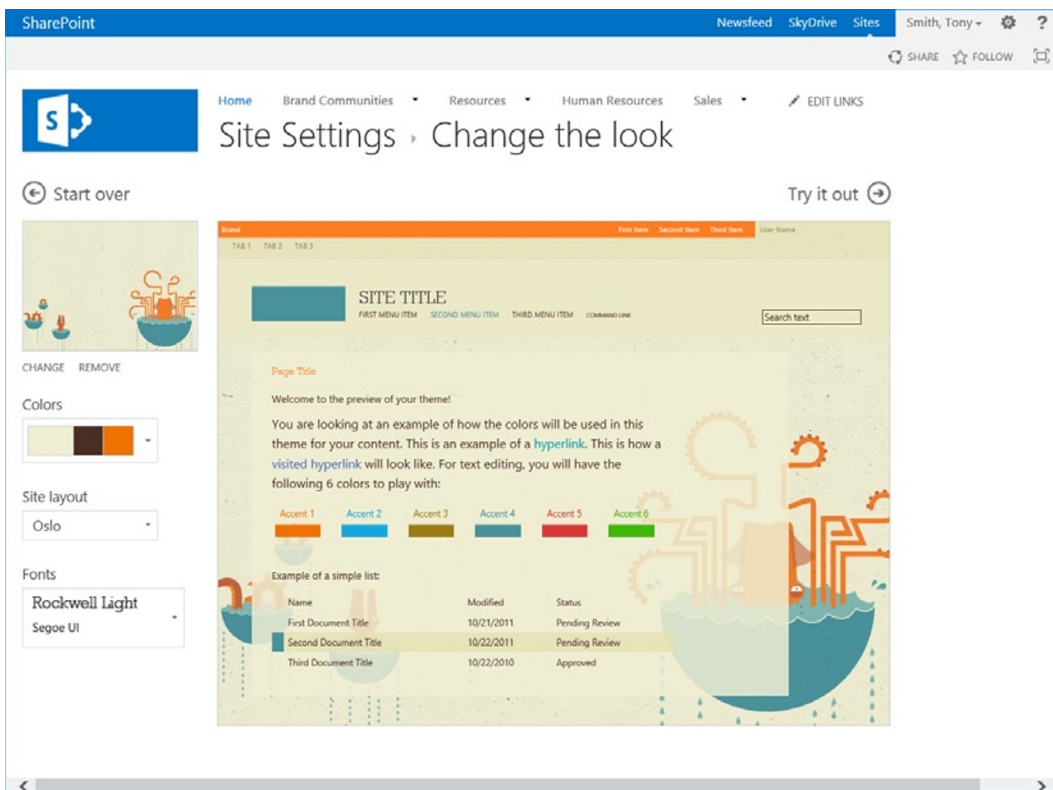 SharePoint Newsfeed SkyDrive Sites Smith, Tony ?
SHARE FOLLOW
S
Home Brand Communities Resources Human Resources Sales EDIT LINKS
Site Settings Change the look
Start over Try it out
Brand First Item Second Item Third Item User Name
TAB 1 TAB 2 TAB 3
SITE TITLE
FIRST MENU ITEM SECOND MENU ITEM THIRD MENU ITEM COMMAND LINK
Search text
CHANGE REMOVE
Colors
Site layout
Oslo
Fonts
Rockwell Light
Segoe UI
Page Title
Welcome to the preview of your theme!
You are looking at an example of how the colors will be used in this
theme for your content. This is an example of a hyperlink. This is how a
visited hyperlink will look like. For text editing, you will have the
following 6 colors to play with:
Accent 1 Accent 2 Accent 3 Accent 4 Accent 5 Accent 6
Example of a simple list:
Name Modified Status
First Document Title 10/21/2011 Pending Review
Second Document Title 10/22/2011 Pending Review
Third Document Title 10/22/2010 Approved